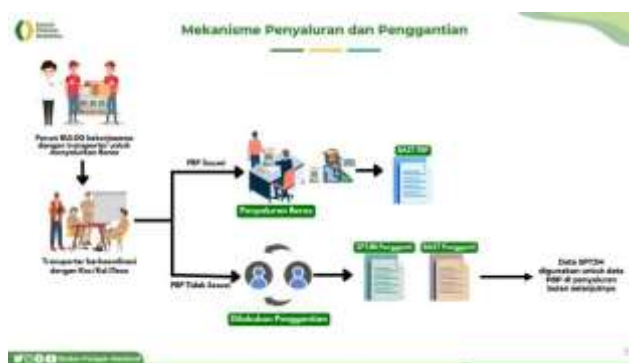 Mekanisme Penyaluran dan Penggantian
Perum BULOG bekerjasama
dengan transporter untuk
menyalurkan Beras
Transporter berkoordinasi
dengan Kec/Kel/Desa
PBP Sesuai
Penyaluran Beras
BAST PBP
PBP Tidak Sesuai
Dilakukan Penggantian
SPTJM Pengganti
BAST Pengganti
Data SPTJM
digunakan untuk data
PBP di penyaluran
bulan selanjutnya
Badan Pangan Nasional